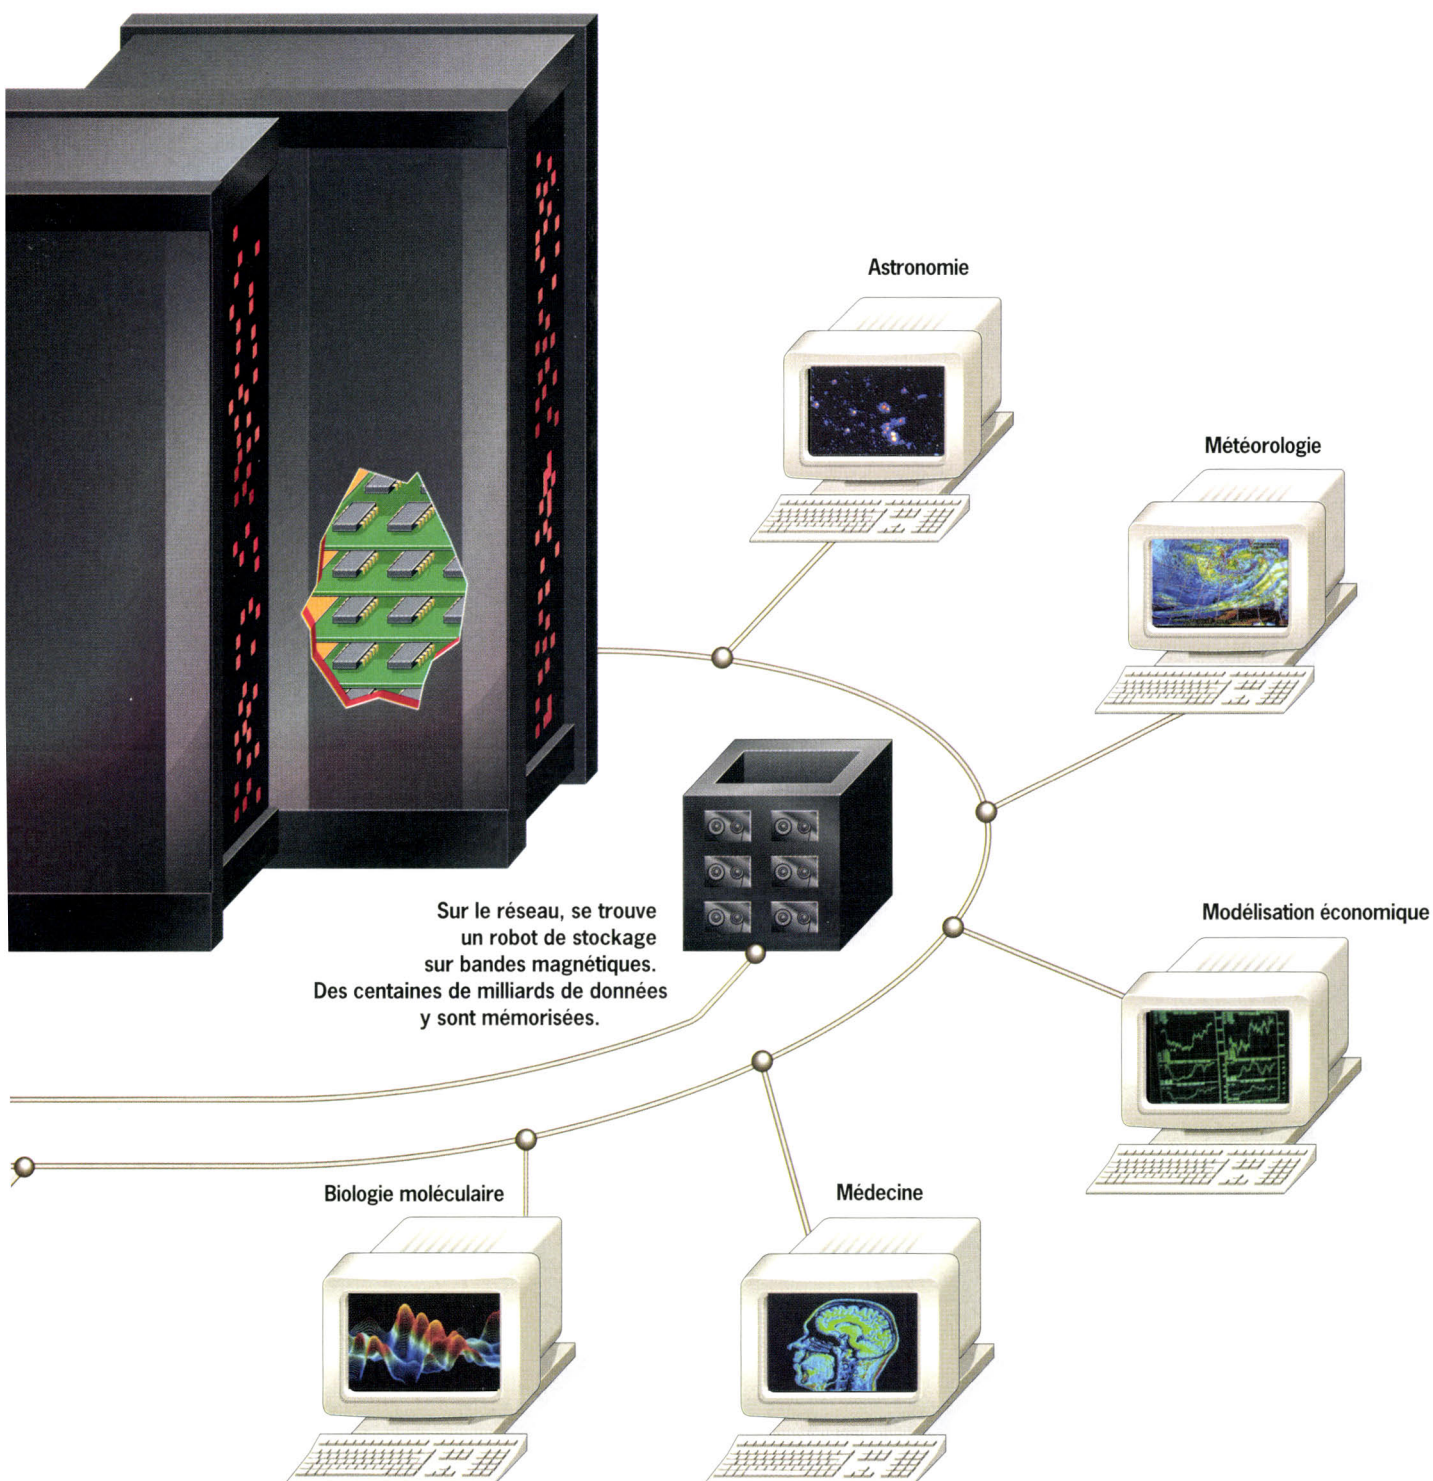 Astronomie
Météorologie
Sur le réseau, se trouve
un robot de stockage
sur bandes magnétiques.
Des centaines de milliards de données
y sont mémorisées.
Modélisation économique
Biologie moléculaire
Médecine